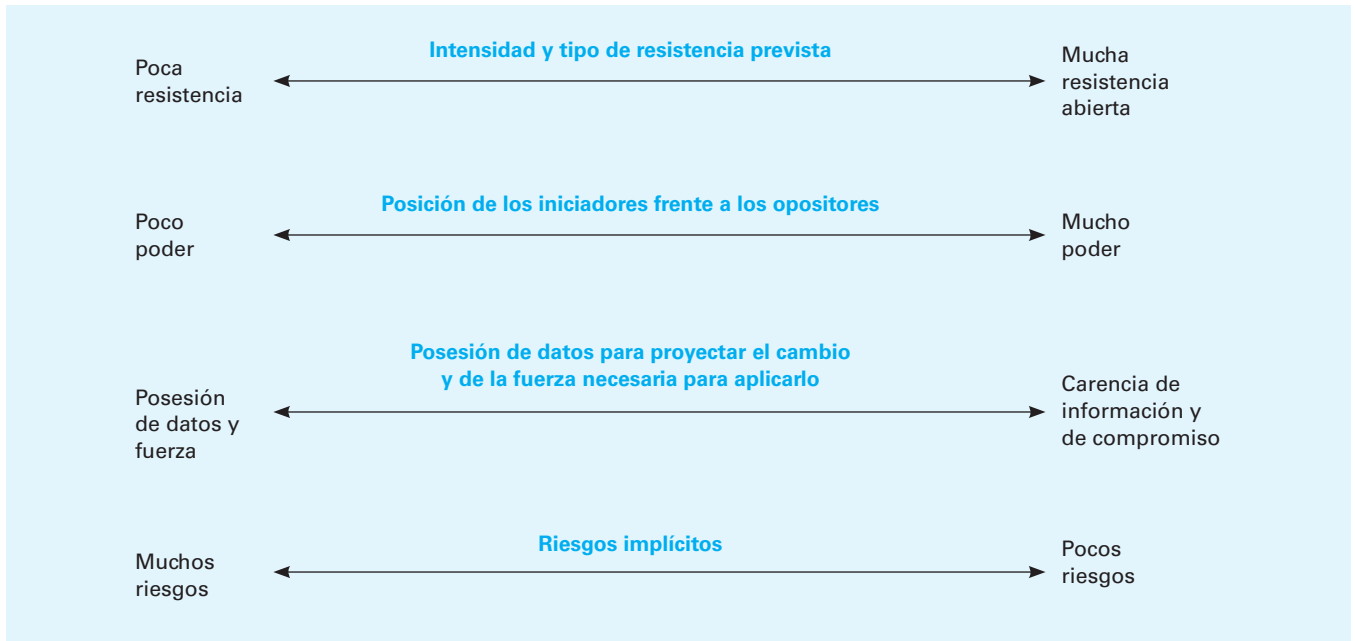 Intensidad y tipo de resistencia prevista
Poca
resistencia
Mucha
resistencia
abierta
Posición de los iniciadores frente a los opositores
Poco
poder
Mucho
poder
Posesión de datos para proyectar el cambio
y de la fuerza necesaria para aplicarlo
Posesión
de datos y
fuerza
Carencia de
información y
de compromiso
Riesgos implícitos
Muchos
riesgos
Pocos
riesgos